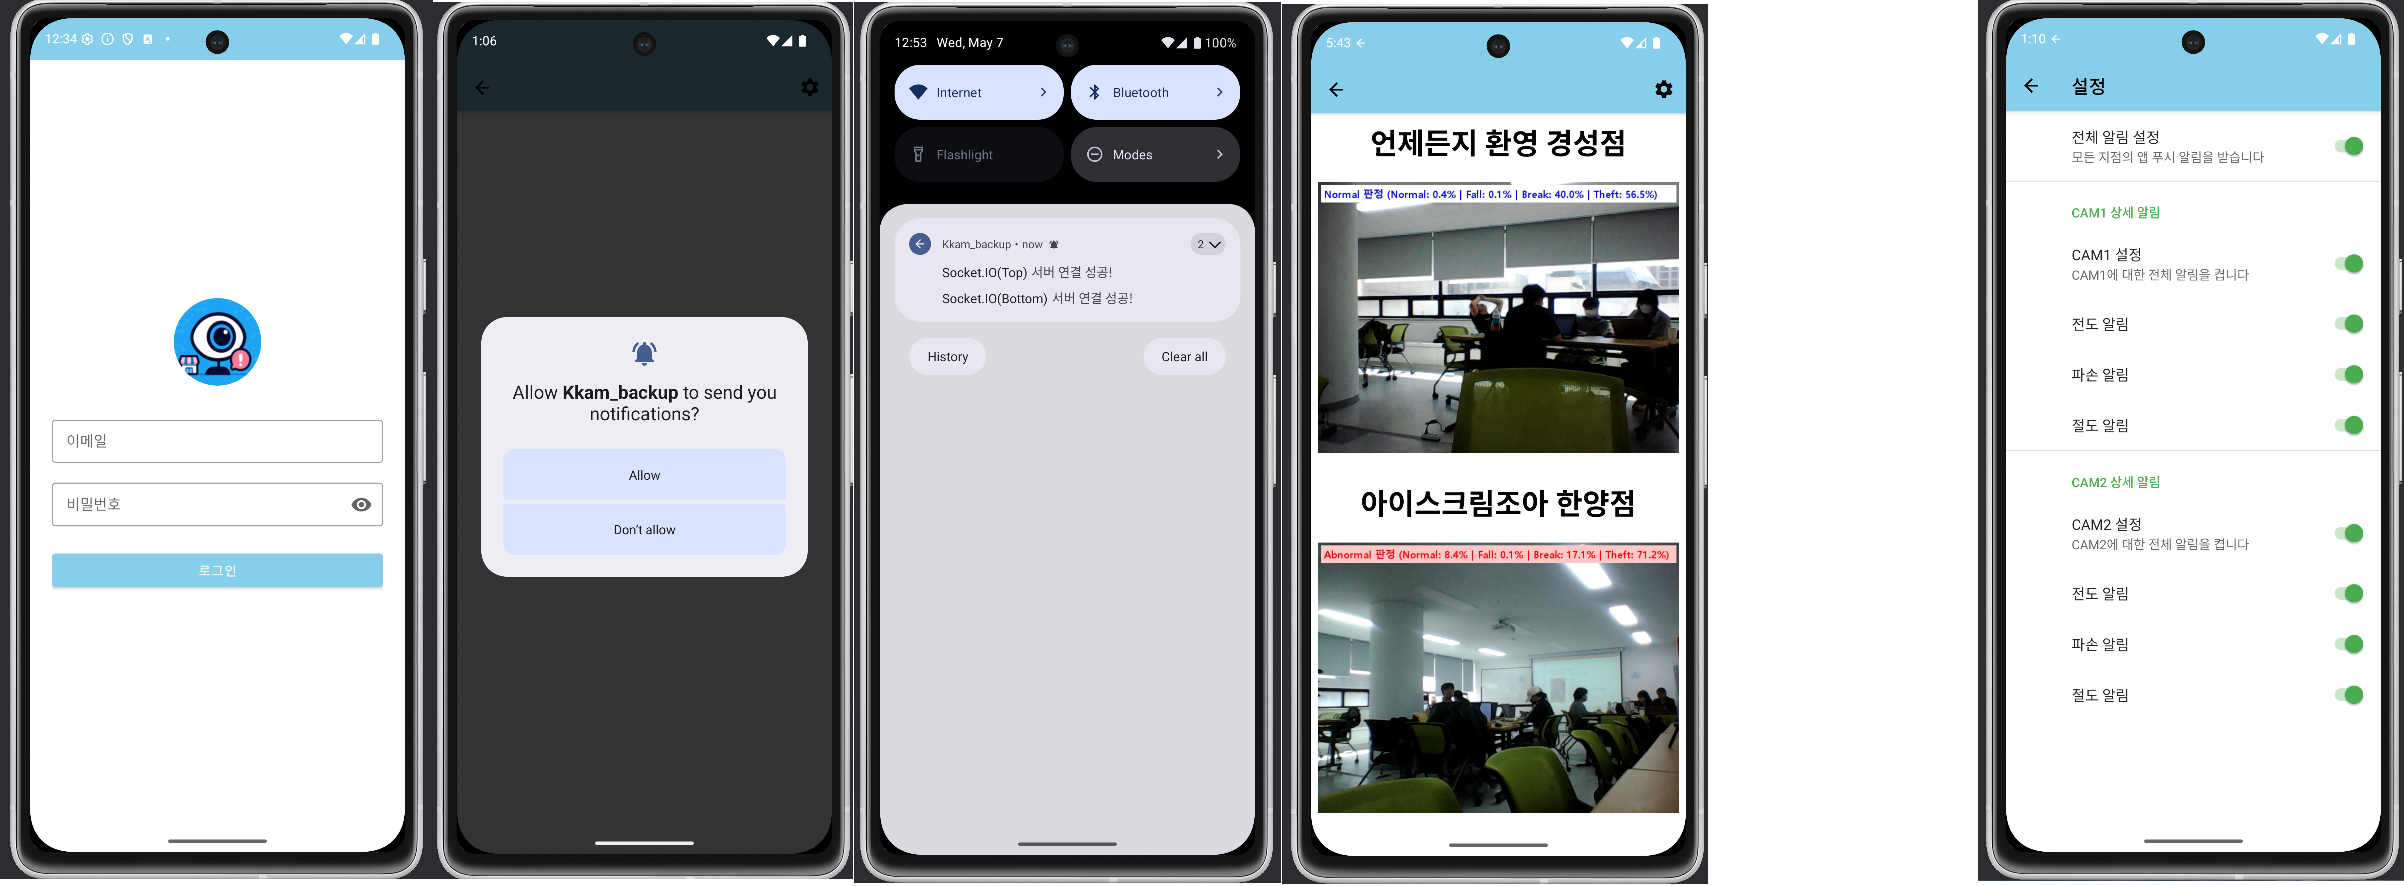 12:34
이메일
비밀번호
로그인
1:06
Allow Kkam_backup to send you
notifications?
Allow
Don't allow
12:53 Wed, May 7
100%
Internet
Bluetooth
Flashlight
Modes
Kkam_backup • now
2
Socket.IO(Top) 서버 연결 성공!
Socket.IO(Bottom) 서버 연결 성공!
History
Clear all
5:43
언제든지 환영 경성점
Normal 판정 (Normal: 0.4% | Fall: 0.1% | Break: 40.0% | Theft: 56.5%)
아이스크림조아 한양점
Abnormal 판정 (Normal: 8.4% | Fall: 0.1% | Break: 17.1% | Theft: 71.2%)
1:10
설정
전체 알림 설정
모든 지점의 앱 푸시 알림을 받습니다
CAM1 상세 알림
CAM1 설정
CAM1에 대한 전체 알림을 켭니다
전도 알림
파손 알림
절도 알림
CAM2 상세 알림
CAM2 설정
CAM2에 대한 전체 알림을 켭니다
전도 알림
파손 알림
절도 알림